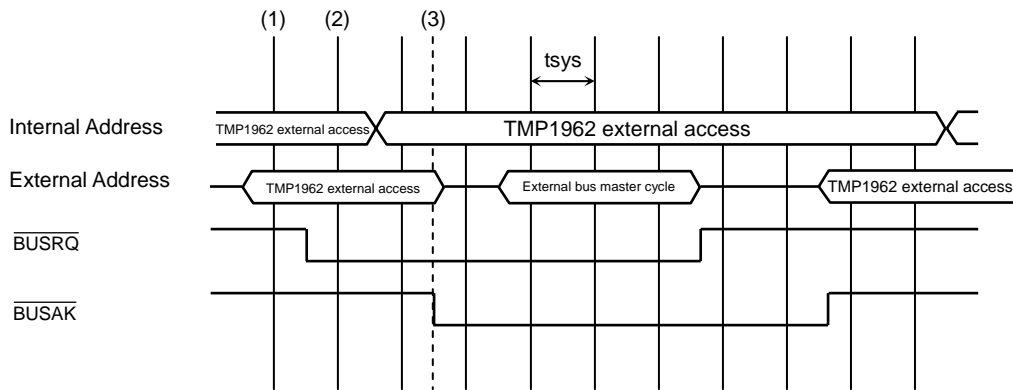 (1) (2) (3)
tsys
Internal Address TMP1962 external access TMP1962 external access
External Address TMP1962 external access External bus master cycle TMP1962 external access
BUSRQ
BUSAK